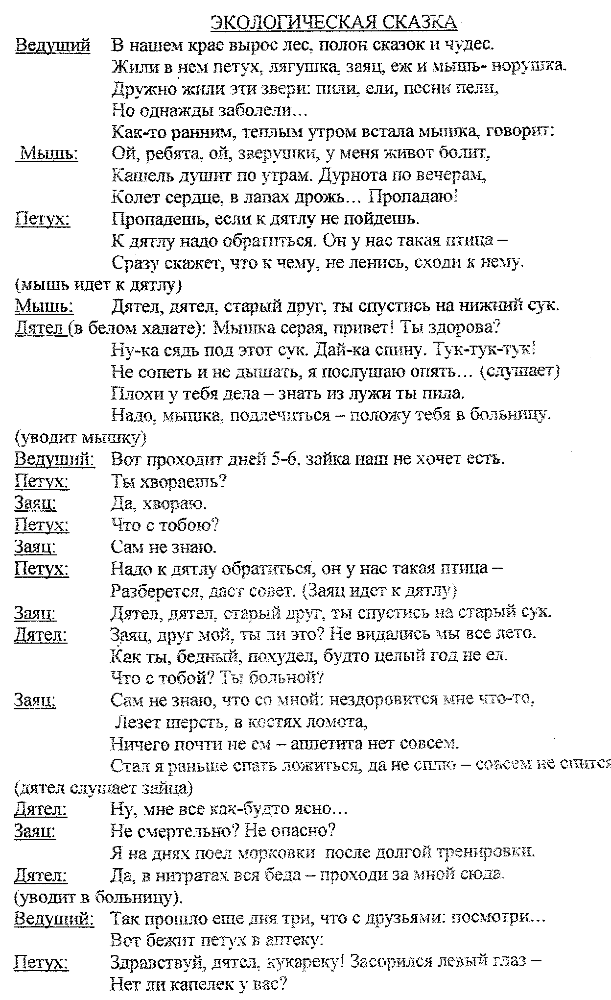 ЭКОЛОГИЧЕСКАЯ СКАЗКА
Ведущий В нашем крае вырос лес, полон сказок и чудес.
Жили в нем петух, лягушка, заяц, еж и мышь- норушка.
Дружно жили эти звери: пили, ели, песни пели,
Но однажды заболели...
Как-то ранним, теплым утром встала мышка, говорит:
Мышь: Ой, ребята, ой, зверушки, у меня живот болит,
Кашель душит по утрам. Дурнота по вечерам,
Колет сердце, в лапах дрожь... Пропадаю!
Петух: Пропадешь, если к дятлу не пойдешь.
К дятлу надо обратиться. Он у нас такая птица –
Сразу скажет, что к чему, не ленись, сходи к нему.
(мышь идет к дятлу)
Мышь: Дятел, дятел, старый друг, ты спустись на нижний сук.
Дятел (в белом халате): Мышка серая, привет! Ты здорова?
Ну-ка сядь под этот сук. Дай-ка спину. Тук-тук-тук!
Не сопеть и не дышать, я послушаю опять... (слушает)
Плохи у тебя дела – знать из лужи ты пила.
Надо, мышка, подлечиться – положу тебя в больницу.
(уводит мышку)
Ведущий: Вот проходит дней 5-6, зайка наш не хочет есть.
Петух: Ты хвораешь?
Заяц: Да, хвораю.
Петух: Что с тобою?
Заяц: Сам не знаю.
Петух: Надо к дятлу обратиться, он у нас такая птица –
Разберется, даст совет. (Заяц идет к дятлу)
Заяц: Дятел, дятел, старый друг, ты спустись на старый сук.
Дятел: Заяц, друг мой, ты ли это? Не видались мы все лето.
Как ты, бедный, похудел, будто целый год не ел.
Что с тобой? Ты больной?
Заяц: Сам не знаю, что со мной: нездоровится мне что-то,
Лезет шерсть, в костях ломота,
Ничего почти не ем – аппетита нет совсем.
Стал я раньше спать ложиться, да не сплю – совсем не спится
(дятел слушает зайца)
Дятел: Ну, мне все как-будто ясно...
Заяц: Не смертельно? Не опасно?
Я на днях поел морковки после долгой тренировки.
Дятел: Да, в нитратах вся беда – проходи за мной сюда.
(уводит в больницу).
Ведущий: Так прошло еще дня три, что с друзьями: посмотри...
Вот бежит петух в аптеку:
Петух: Здравствуй, дятел, кукареку! Засорился левый глаз –
Нет ли капелек у вас?